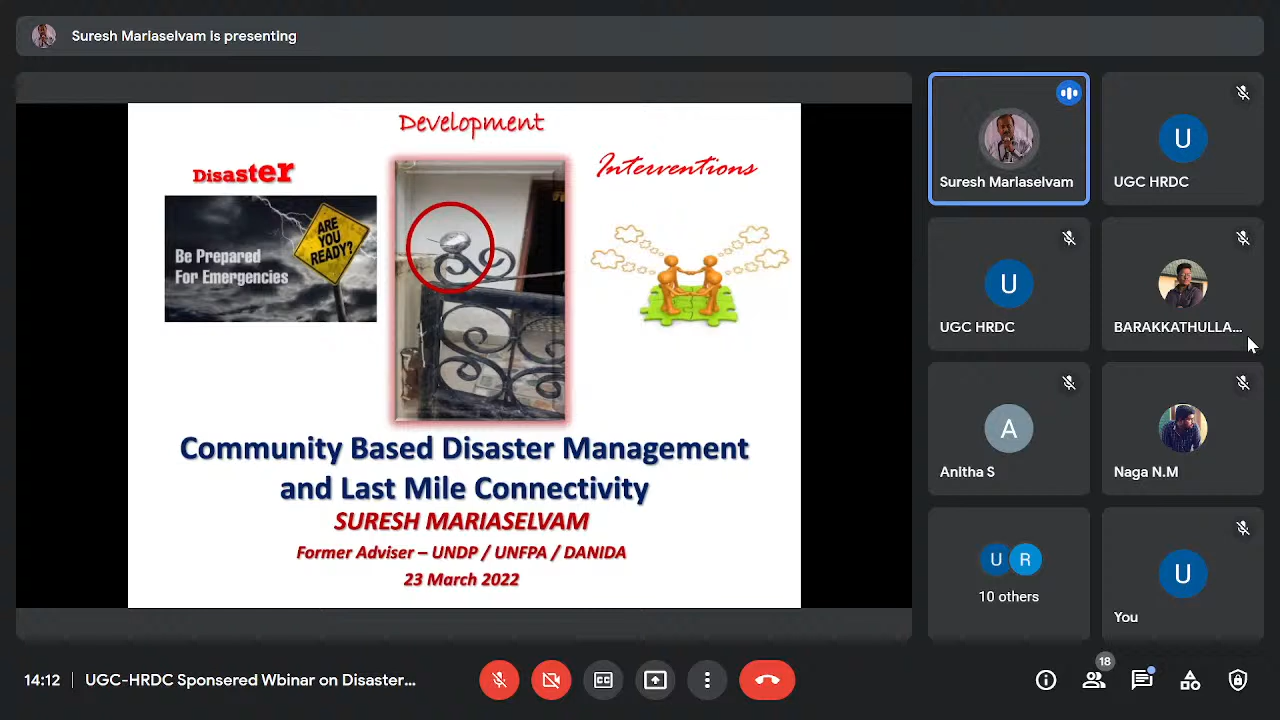 Suresh Mariaselvam is presenting
Development
Disaster
Interventions
ARE
YOU
READY?
Be Prepared
For Emergencies
Community Based Disaster Management
and Last Mile Connectivity
SURESH MARIASELVAM
Former Adviser – UNDP / UNFPA / DANIDA
23 March 2022
Suresh Mariaselvam
U
UGC HRDC
U
UGC HRDC
BARAKKATHULLA...
A
Anitha S
Naga N.M
U R
10 others
U
You
14:12 | UGC-HRDC Sponsered Wbinar on Disaster...
CC
18